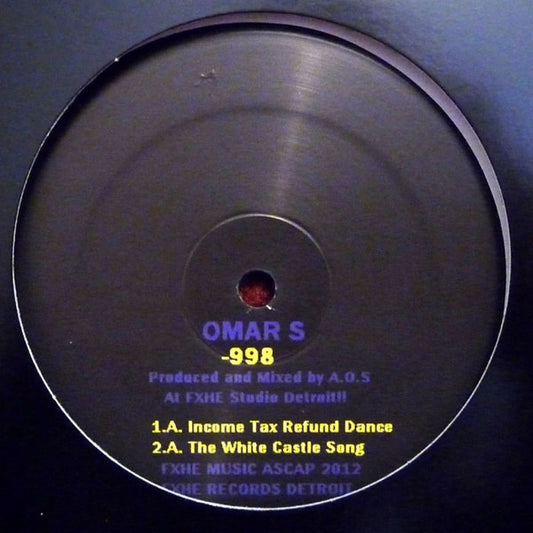 OMAR S
-998
Produced and Mixed by A.O.S
At FXHE Studio Detroit!!
1.A. Income Tax Refund Dance
2.A. The White Castle Song
FXHE MUSIC ASCAP 2012
FXHE RECORDS DETROIT